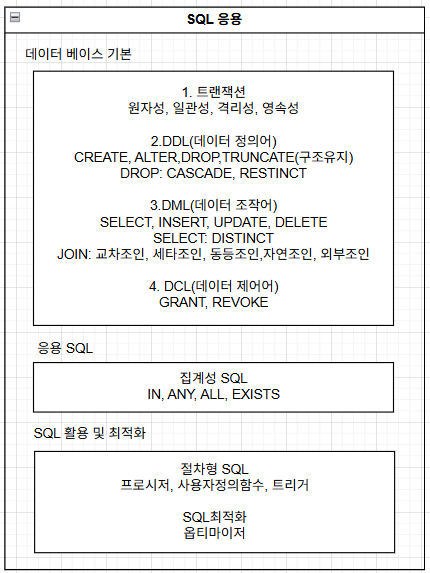 SQL 응용
데이터 베이스 기본
1. 트랜잭션
원자성, 일관성, 격리성, 영속성
2.DDL(데이터 정의어)
CREATE, ALTER,DROP,TRUNCATE(구조유지)
DROP: CASCADE, RESTINCT
3.DML(데이터 조작어)
SELECT, INSERT, UPDATE, DELETE
SELECT: DISTINCT
JOIN: 교차조인, 세타조인, 동등조인,자연조인, 외부조인
4. DCL(데이터 제어어)
GRANT, REVOKE
응용 SQL
집계성 SQL
IN, ANY, ALL, EXISTS
SQL 활용 및 최적화
절차형 SQL
프로시저, 사용자정의함수, 트리거
SQL최적화
옵티마이저